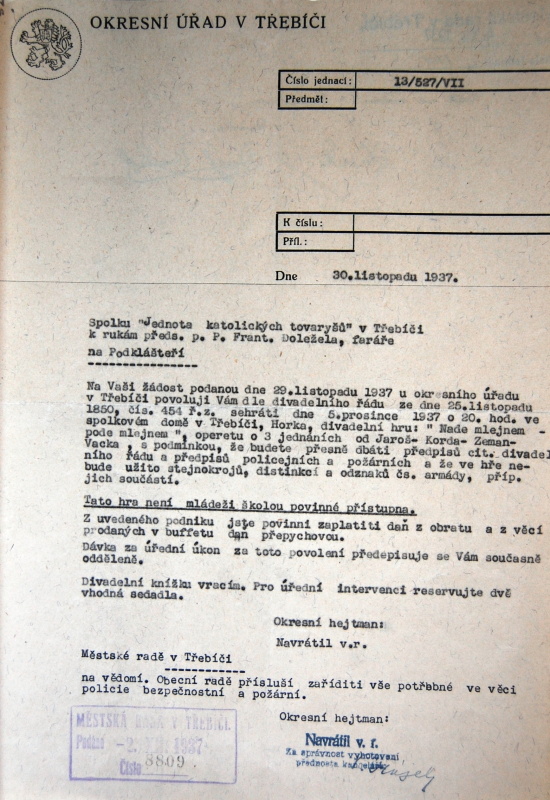 OKRESNÍ ÚŘAD V TŘEBÍČI
Číslo jednací: 13/527/VII
Předmět:
K číslu:
Příl.:
Dne 30.listopadu 1937.
Spolku "Jednota katolických tovaryšů" v Třebíči
k rukám předs. p. P. Frant. Doležela, faráře
na Podklášteří
Na Vaši žádost podanou dne 29.listopadu 1937 u okresního úřadu
v Třebíči povoluji Vám dle divadelního řádu ze dne 25.listopadu
1850, čís. 454 ř.z. sehráti dne 5.prosince 1937 o 20. hod. ve
spolkovém domě v Třebíči, Horka, divadelní hru: " Nade mlejnem -
pode mlejnem ", operetu o 3 jednáních od Jaroš- Korda- Zeman-
Vacka , s podmínkou, že budete přesně dbáti předpisů cit. divadel
ního řádu a předpisů policejních a požárních a že ve hře ne-
bude užito stejnokrojů, distinkcí a odznaků čs. armády, příp.
jich součástí.
Tato hra není mládeži školou povinné přístupna.
Z uvedeného podniku jste povinni zaplatiti daň z obratu a z věcí
prodaných v buffetu daň přepychovou.
Dávka za úřední úkon za toto povolení předepisuje se Vám současně
odděleně.
Divadelní knížku vracím. Pro úřední intervenci reservujte dvě
vhodná sedadla.
Okresní hejtman:
Navrátil v.r.
Městské radě v Třebíči
na vědomí. Obecní radě přísluší zaříditi vše potřebné ve věci
policie bezpečnostní a požární.
Okresní hejtman:
Navrátil v. r.
Za správnost vyhotovení
přednosta kanceláře:
MĚSTSKÁ RADA V TŘEBÍČI.
Podáno -2. XII. 1937
Číslo 8809